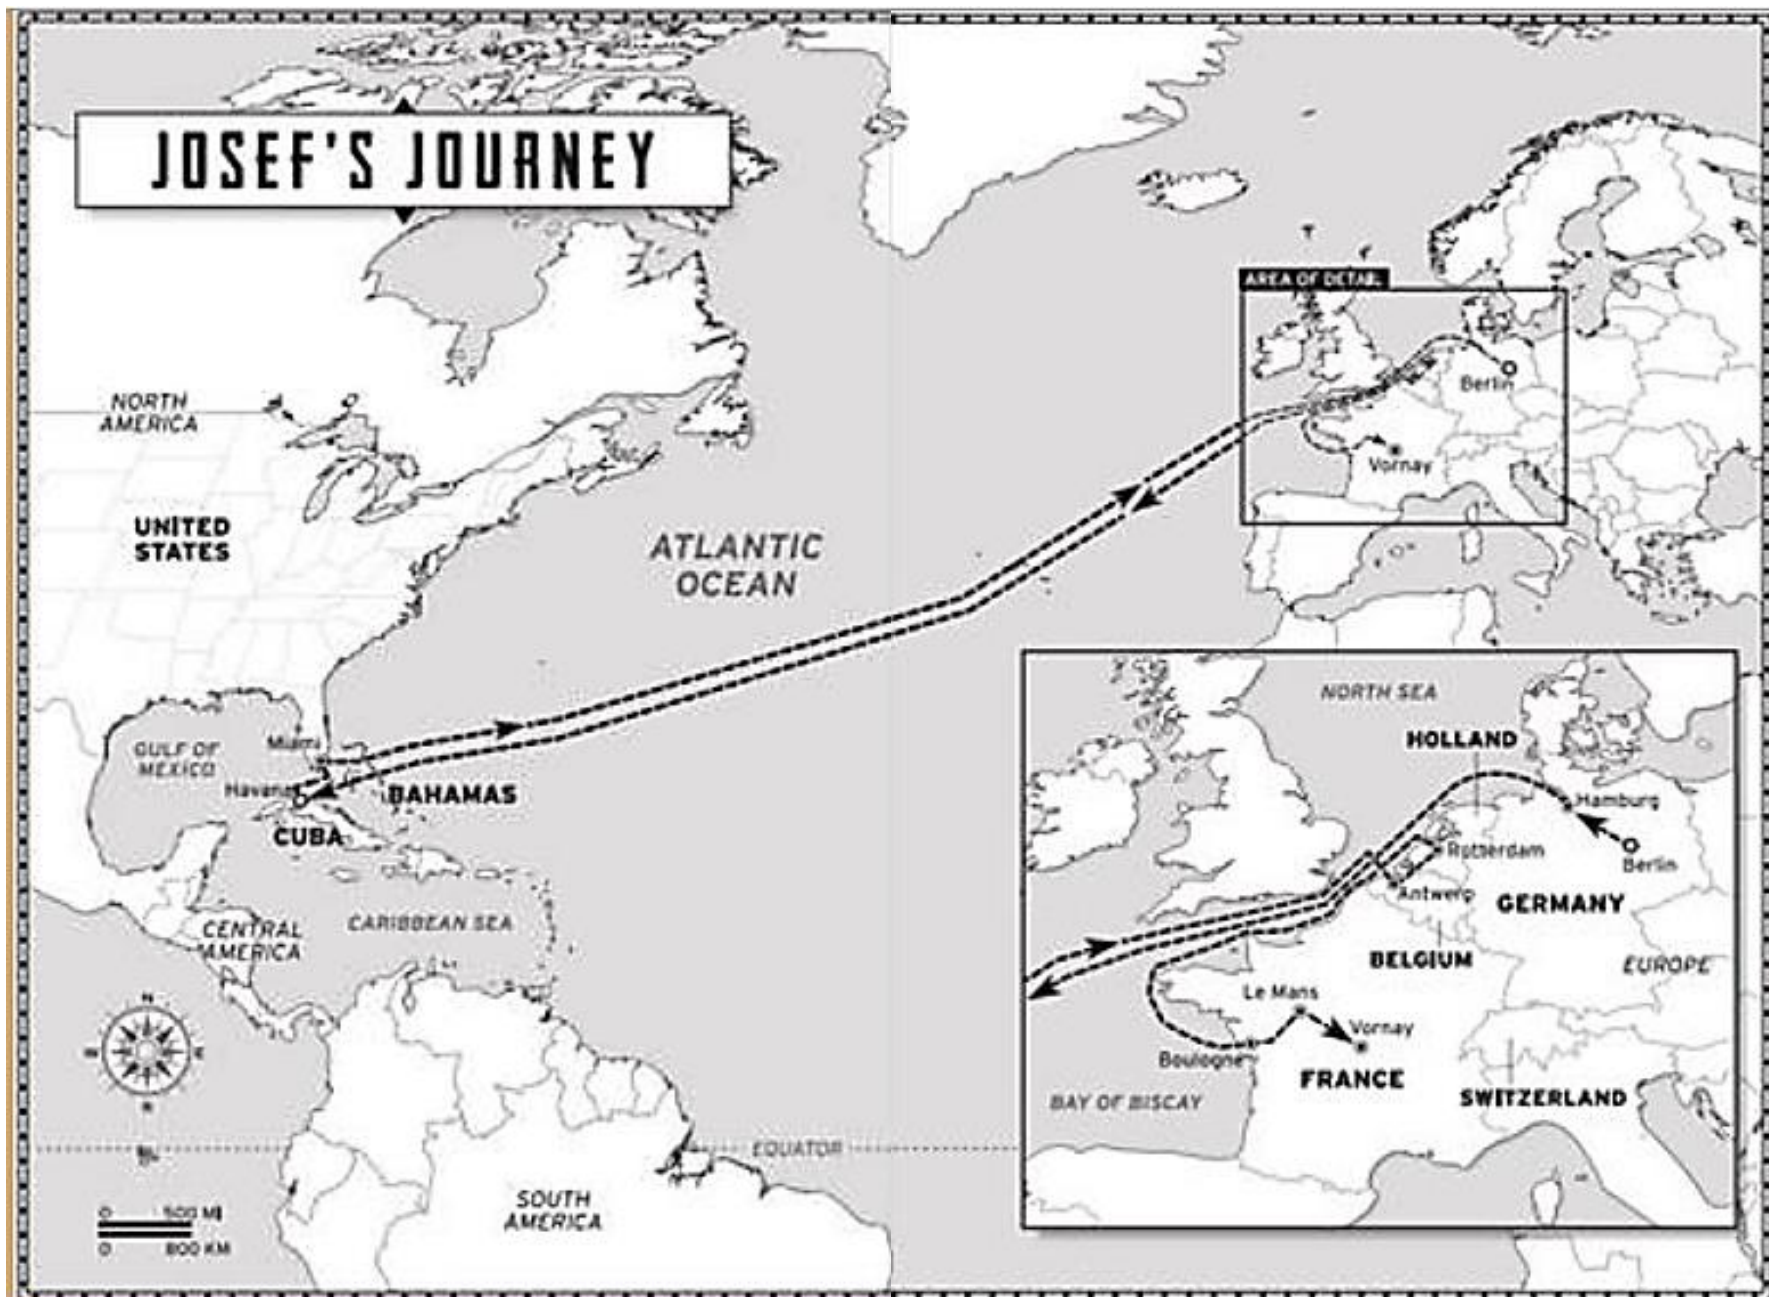 JOSEF'S JOURNEY
AREA OF DETAIL
Berlin
Vornay
NORTH
AMERICA
UNITED
STATES
ATLANTIC
OCEAN
GULF OF
MEXICO
Miami
Havana
BAHAMAS
CUBA
CARIBBEAN SEA
CENTRAL
AMERICA
N
EQUATOR
SOUTH
AMERICA
0 500 MI
0 800 KM
NORTH SEA
HOLLAND
Hamburg
Berlin
Rotterdam
Antwerp
GERMANY
BELGIUM
EUROPE
Le Mans
Vornay
Boulogne
FRANCE
SWITZERLAND
BAY OF BISCAY